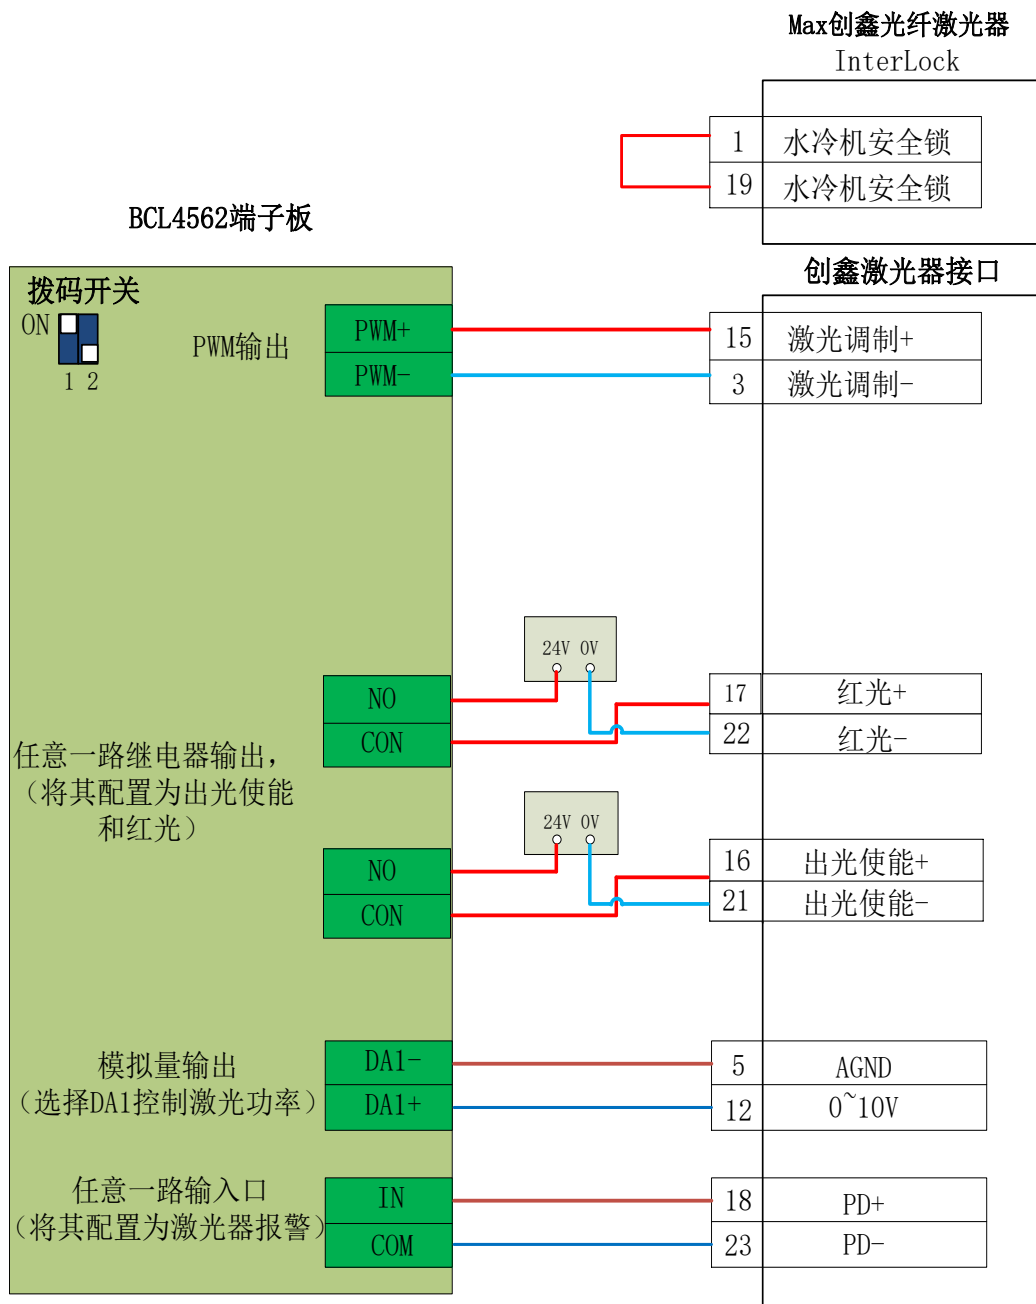 Max创鑫光纤激光器
InterLock
1 水冷机安全锁
19 水冷机安全锁
BCL4562端子板
创鑫激光器接口
拨码开关
ON
1 2
PWM输出
PWM+
PWM-
15 激光调制+
3 激光调制-
24V 0V
NO
CON
17 红光+
22 红光-
任意一路继电器输出，
（将其配置为出光使能
和红光）
24V 0V
NO
CON
16 出光使能+
21 出光使能-
模拟量输出
（选择DA1控制激光功率）
DA1-
DA1+
5 AGND
12 0~10V
任意一路输入口
（将其配置为激光器报警）
IN
COM
18 PD+
23 PD-